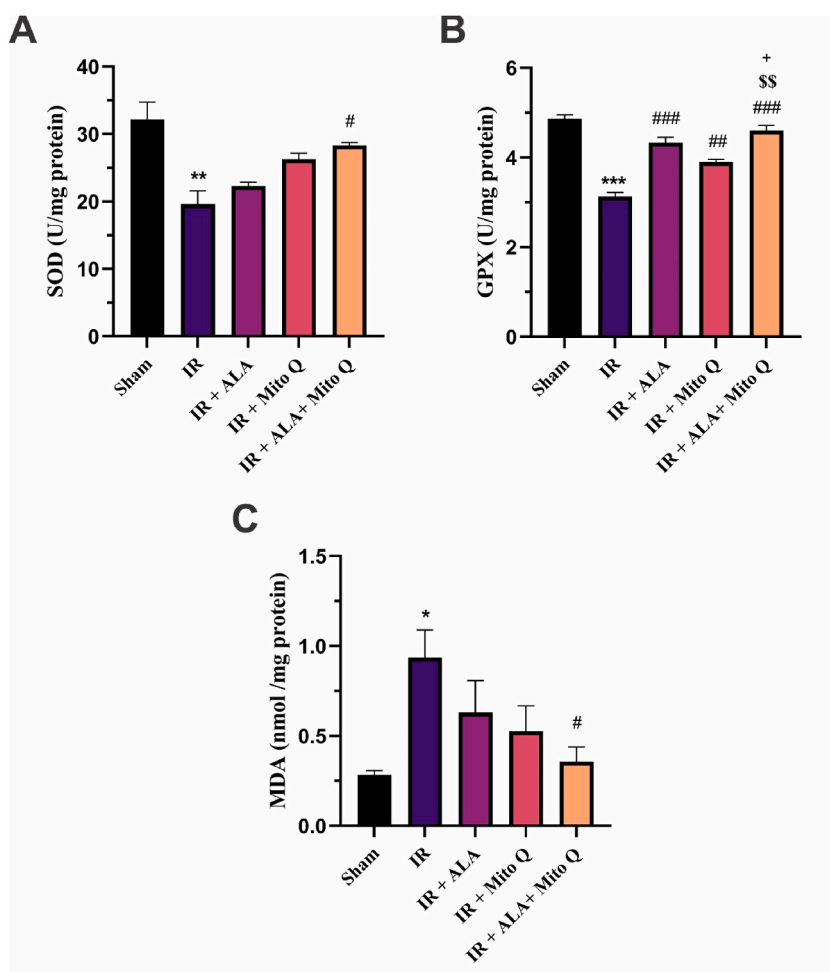 A
SOD (U/mg protein)
40
30
20
10
0
**
#
Sham
IR
IR + ALA
IR + Mito Q
IR + ALA+ Mito Q
B
GPX (U/mg protein)
6
4
2
0
***
###
##
+
$$
###
Sham
IR
IR + ALA
IR + Mito Q
IR + ALA+ Mito Q
C
MDA (nmol /mg protein)
1.5
1.0
0.5
0.0
*
#
Sham
IR
IR + ALA
IR + Mito Q
IR + ALA+ Mito Q